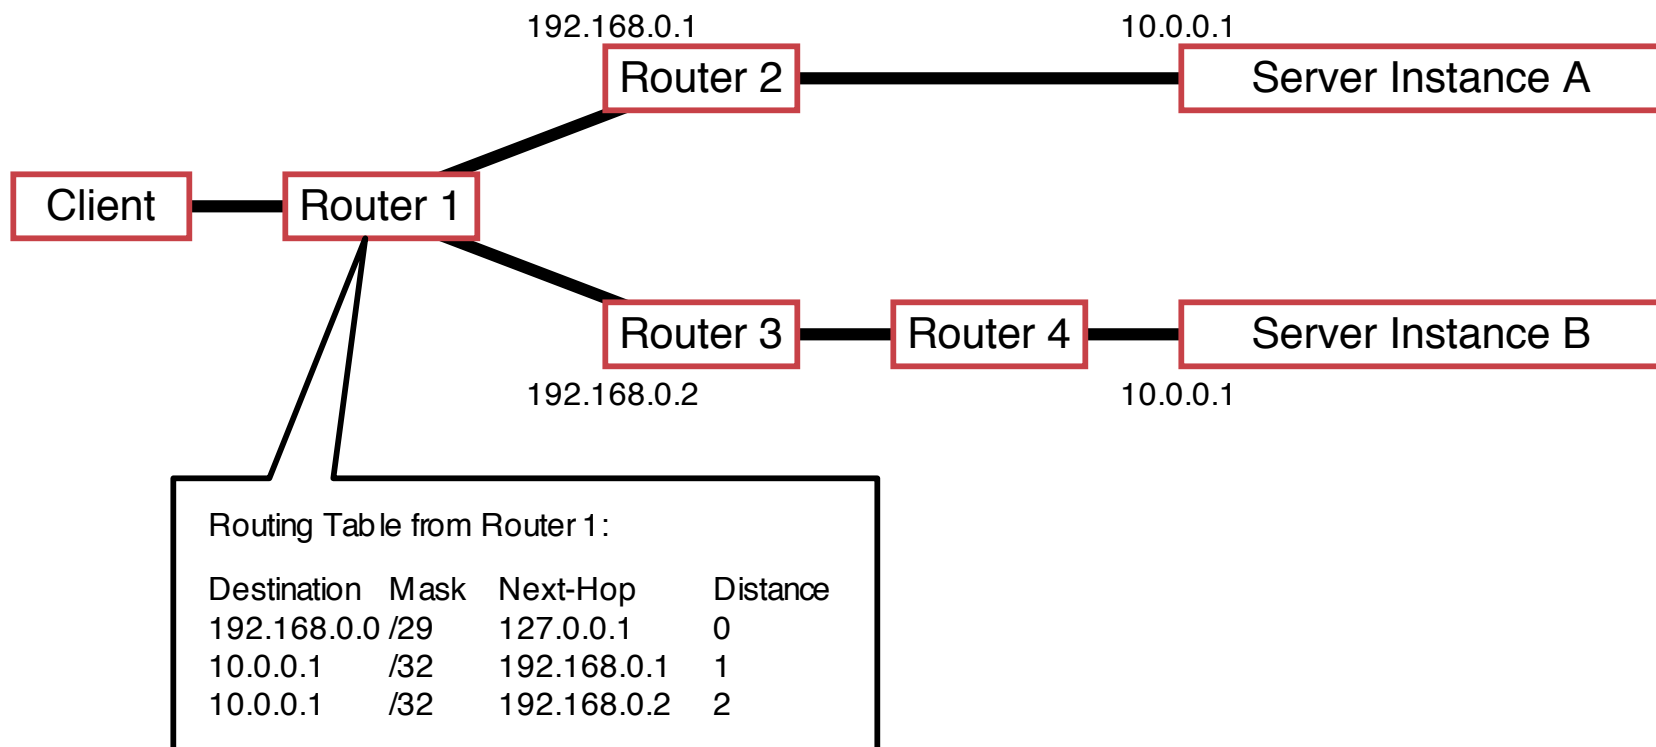 192.168.0.1 10.0.0.1
Router 2 Server Instance A
Client Router 1
Router 3 Router 4 Server Instance B
192.168.0.2 10.0.0.1
Routing Table from Router 1:
Destination Mask Next-Hop Distance
192.168.0.0 /29 127.0.0.1 0
10.0.0.1 /32 192.168.0.1 1
10.0.0.1 /32 192.168.0.2 2